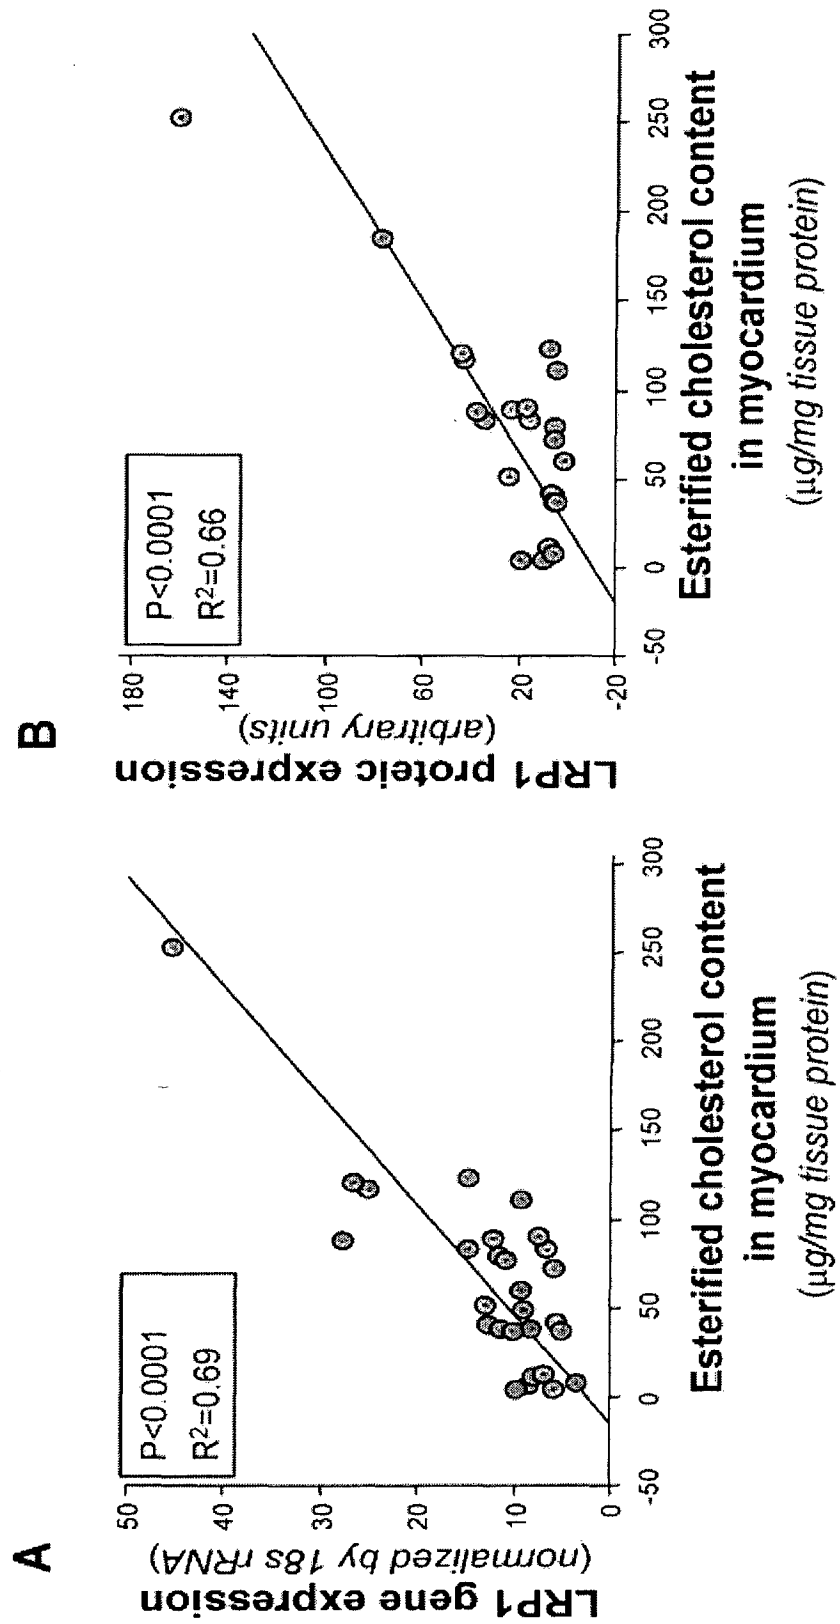 A
LRP1 gene expression
(normalized by 18s rRNA)
50
40
30
20
10
0
P<0.0001
R²=0.69
-50
0
50
100
150
200
250
300
Esterified cholesterol content
in myocardium
(µg/mg tissue protein)
B
LRP1 proteic expression
(arbitrary units)
180
140
100
60
20
-20
P<0.0001
R²=0.66
-50
0
50
100
150
200
250
300
Esterified cholesterol content
in myocardium
(µg/mg tissue protein)